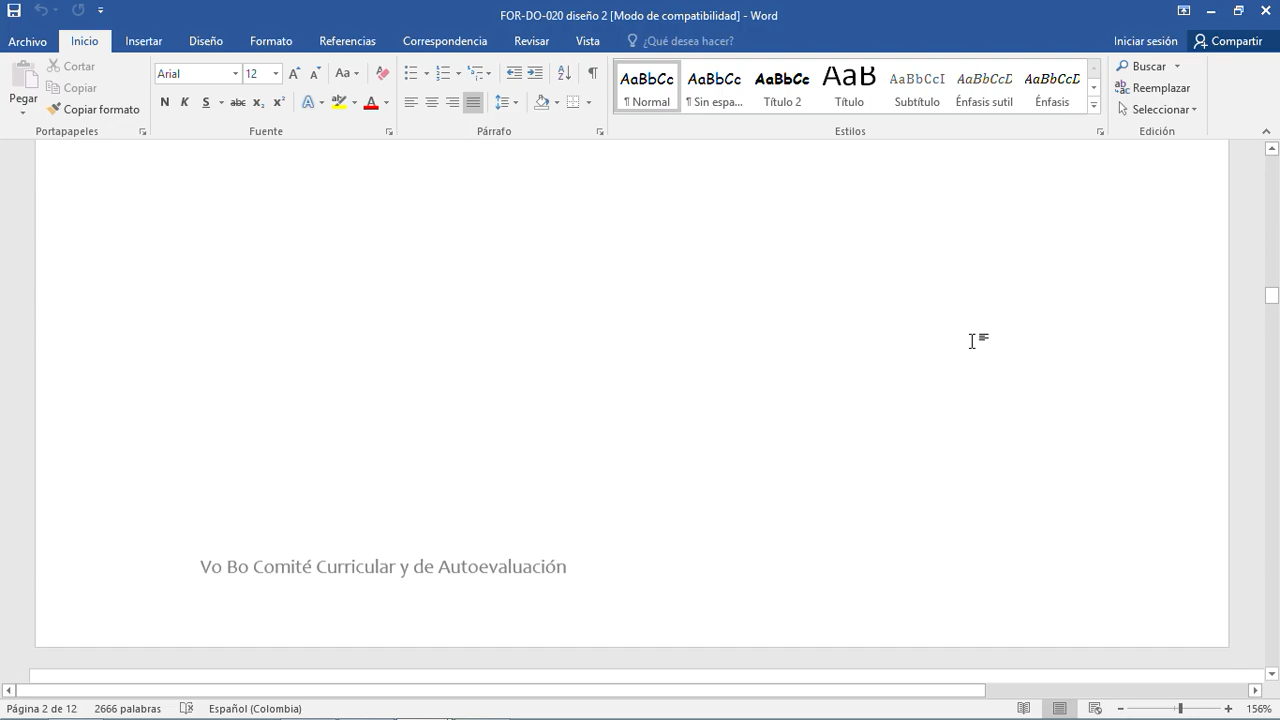 FOR-DO-020 diseño 2 [Modo de compatibilidad] - Word
Archivo Inicio Insertar Diseño Formato Referencias Correspondencia Revisar Vista ¿Qué desea hacer? Iniciar sesión Compartir
Pegar
Cortar
Copiar
Copiar formato
Portapapeles
Arial 12
Aa
N K S abc x₂ x² A A
Fuente
Párrafo
AaBbCc AaBbCc AaBbCc AaB AaBbCcI AaBbCcD AaBbCcD
¶ Normal ¶ Sin espa... Título 2 Título Subtítulo Énfasis sutil Énfasis
Estilos
Buscar
Reemplazar
Seleccionar
Edición
Vo Bo Comité Curricular y de Autoevaluación
Página 2 de 12 2666 palabras Español (Colombia) 156%